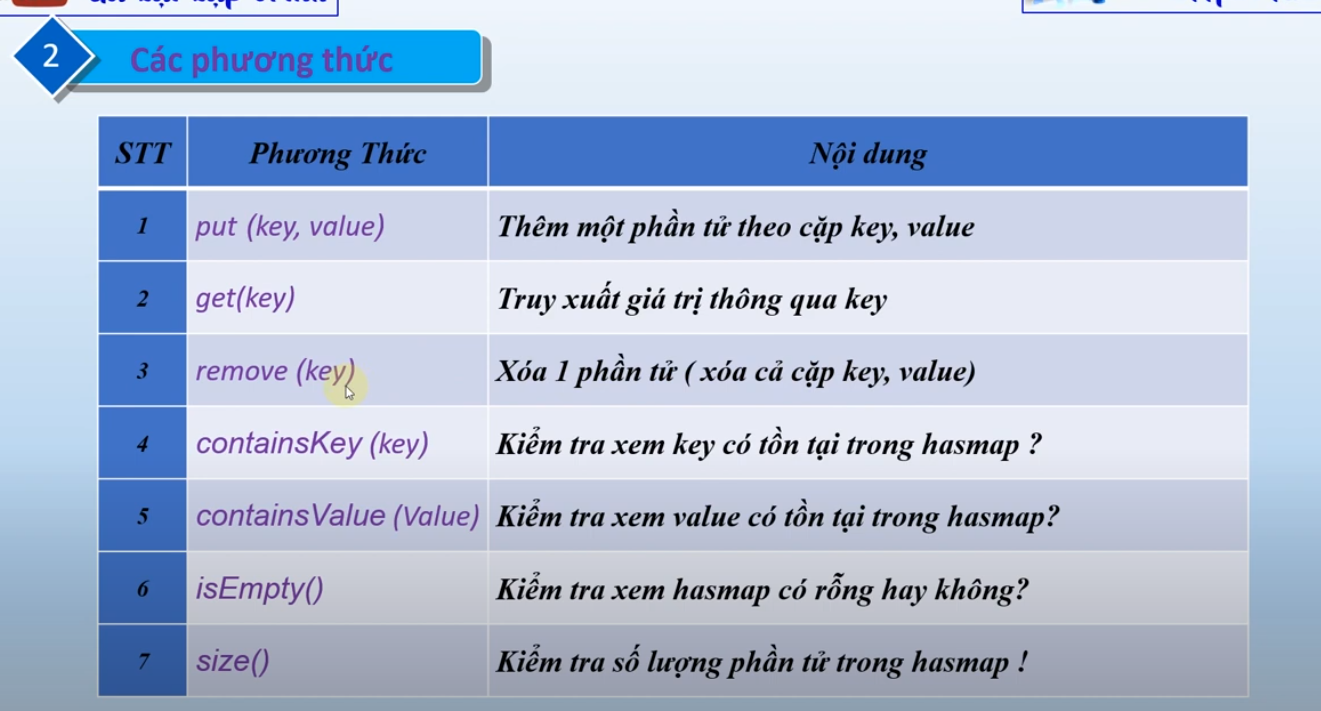 2
Các phương thức
STT Phương Thức Nội dung
1 put (key, value) Thêm một phần tử theo cặp key, value
2 get(key) Truy xuất giá trị thông qua key
3 remove (key) Xóa 1 phần tử ( xóa cả cặp key, value)
4 containsKey (key) Kiểm tra xem key có tồn tại trong hasmap ?
5 containsValue (Value) Kiểm tra xem value có tồn tại trong hasmap?
6 isEmpty() Kiểm tra xem hasmap có rỗng hay không?
7 size() Kiểm tra số lượng phần tử trong hasmap !